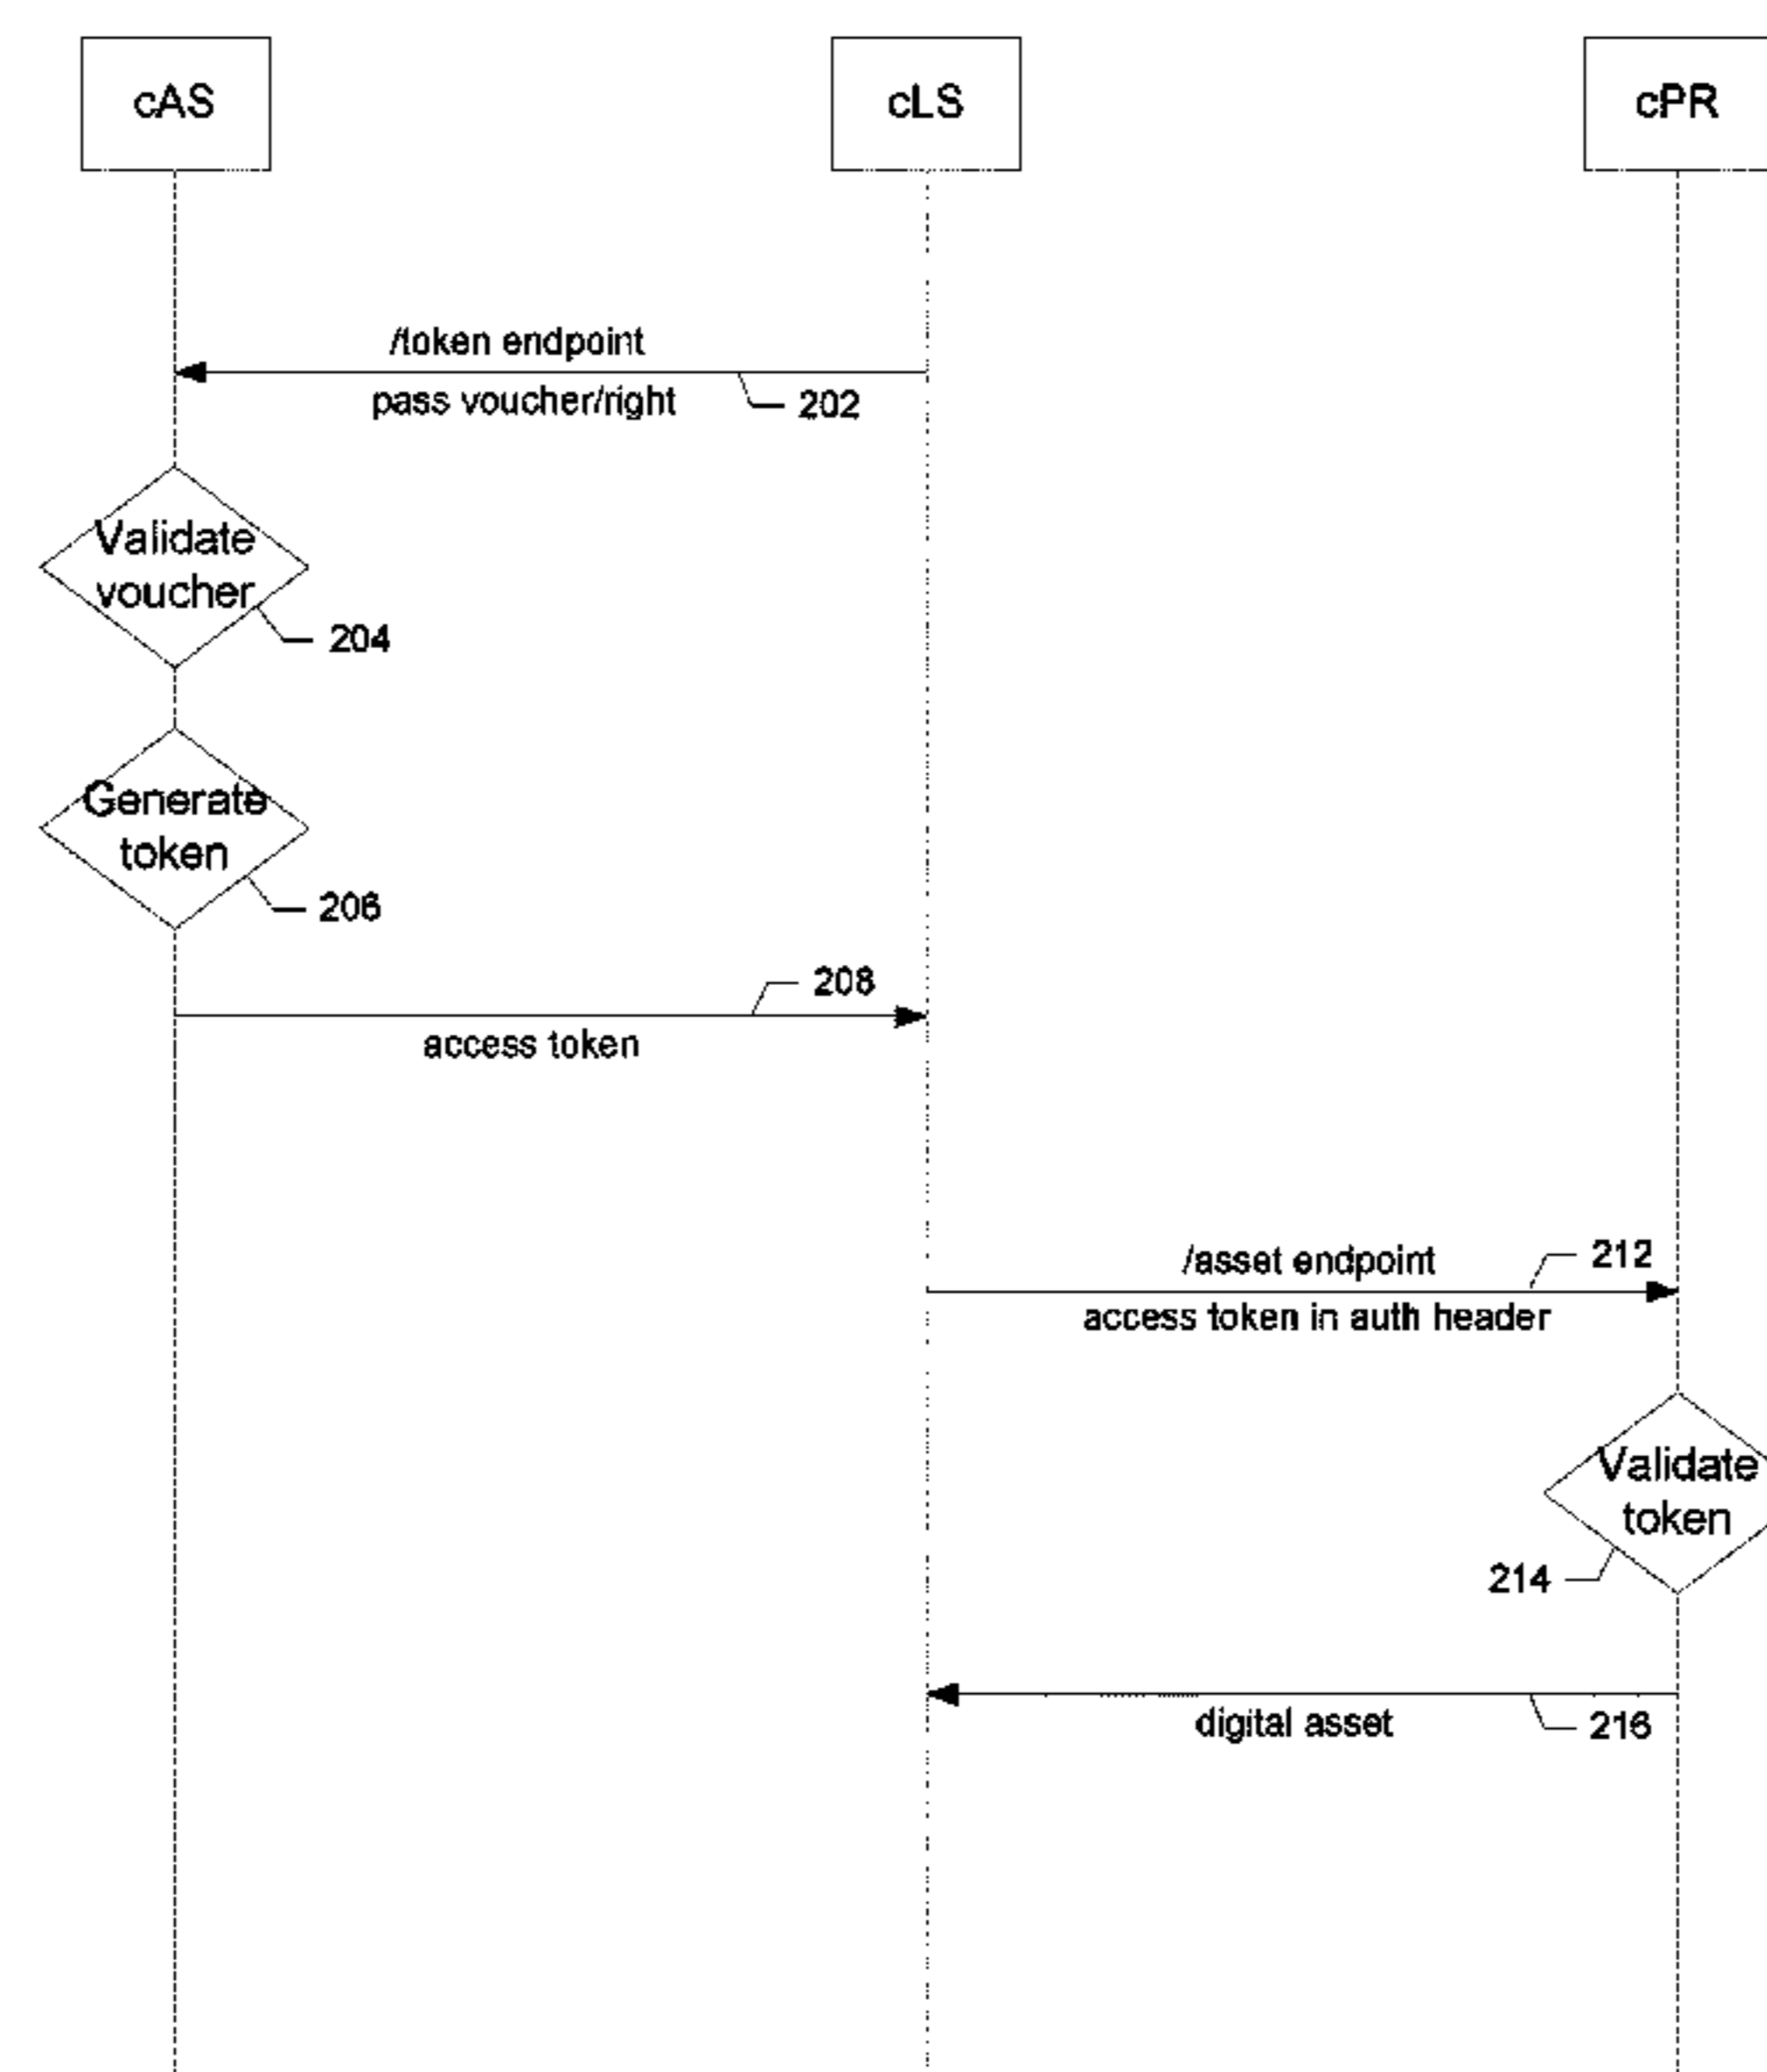 cAS
cLS
cPR
/token endpoint
pass voucher/right
202
Validate
voucher
204
Generate
token
206
208
access token
/asset endpoint
212
access token in auth header
Validate
token
214
digital asset
216